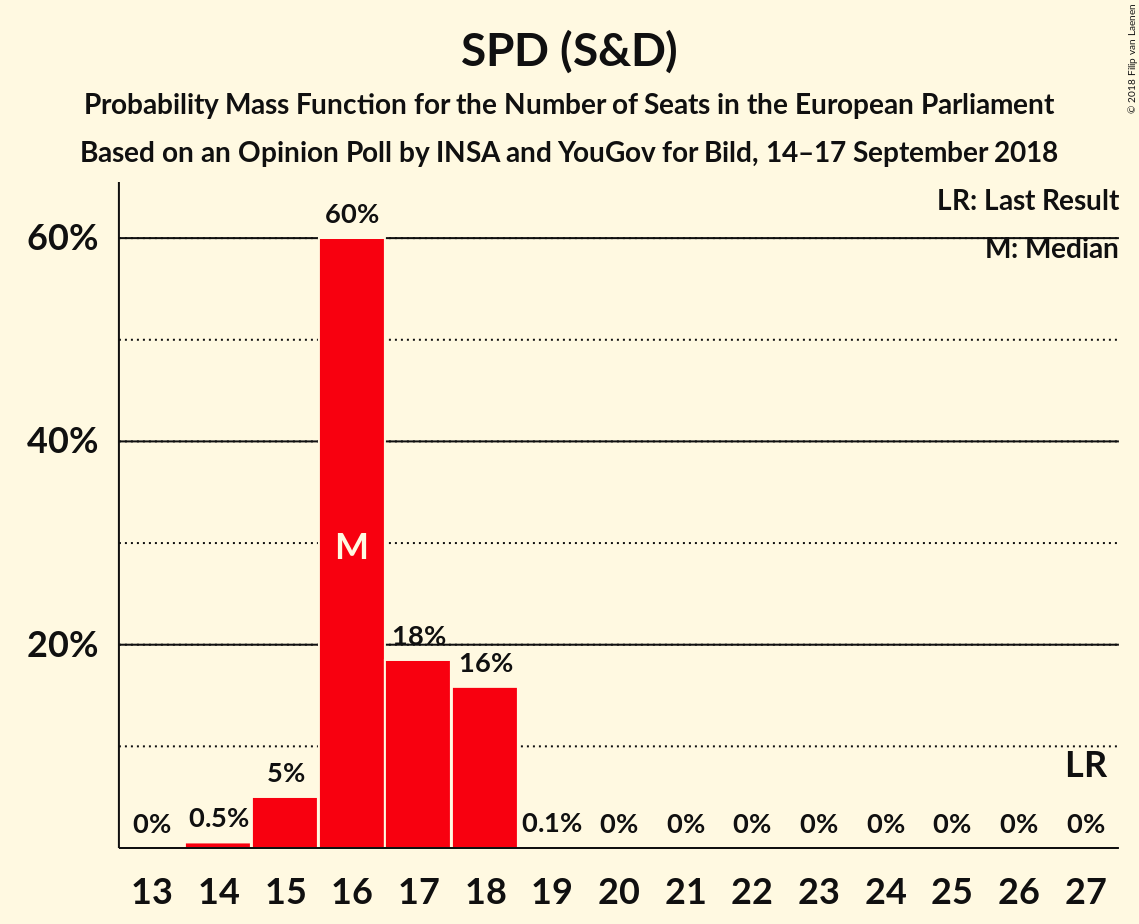 SPD (S&D)
Probability Mass Function for the Number of Seats in the European Parliament
Based on an Opinion Poll by INSA and YouGov for Bild, 14–17 September 2018
© 2018 Filip van Laenen
LR: Last Result
M: Median
60%
40%
20%
0% 0.5% 5% 60% 18% 16% 0.1% 0% 0% 0% 0% 0% 0% 0% 0%
M
LR
13 14 15 16 17 18 19 20 21 22 23 24 25 26 27